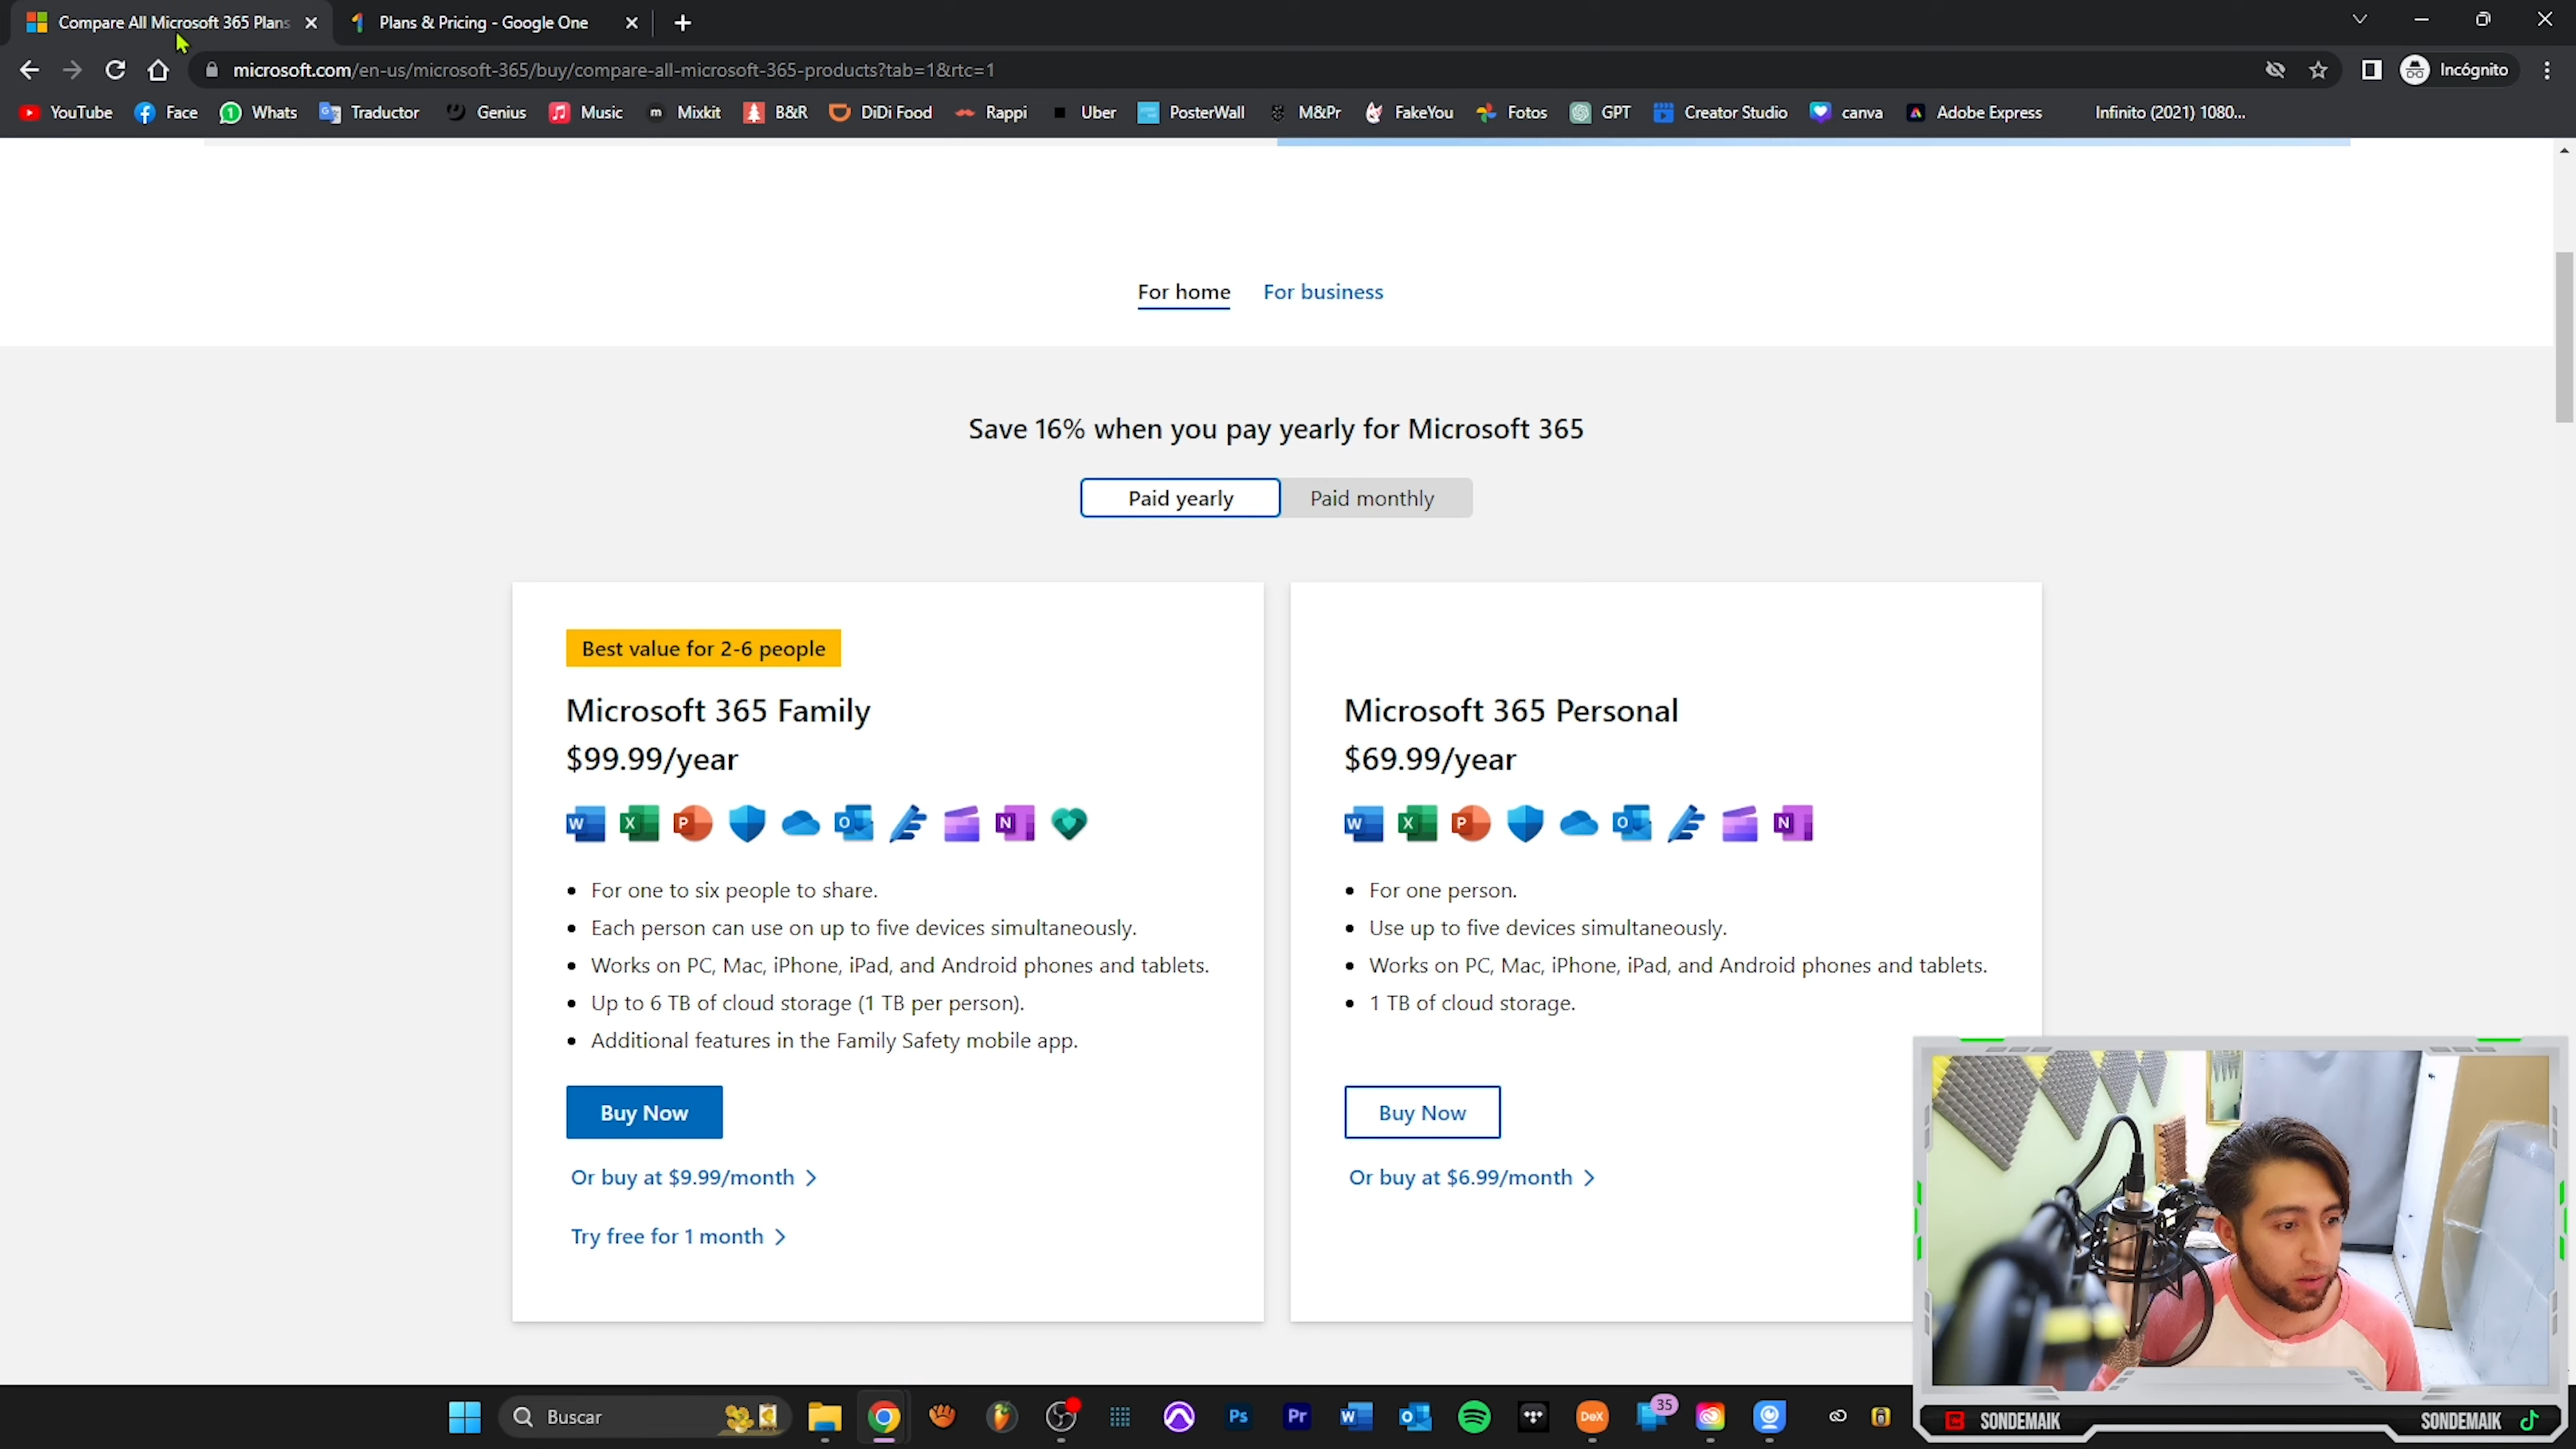 Compare All Microsoft 365 Plans
Plans & Pricing - Google One
microsoft.com/en-us/microsoft-365/buy/compare-all-microsoft-365-products?tab=1&rtc=1
Incógnito
YouTube Face Whats Traductor Genius Music Mixkit B&R DiDi Food Rappi Uber PosterWall M&Pr FakeYou Fotos GPT Creator Studio canva Adobe Express Infinito (2021) 1080...
For home For business
Save 16% when you pay yearly for Microsoft 365
Paid yearly Paid monthly
Best value for 2-6 people
Microsoft 365 Family
$99.99/year
• For one to six people to share.
• Each person can use on up to five devices simultaneously.
• Works on PC, Mac, iPhone, iPad, and Android phones and tablets.
• Up to 6 TB of cloud storage (1 TB per person).
• Additional features in the Family Safety mobile app.
Buy Now
Or buy at $9.99/month
Try free for 1 month
Microsoft 365 Personal
$69.99/year
• For one person.
• Use up to five devices simultaneously.
• Works on PC, Mac, iPhone, iPad, and Android phones and tablets.
• 1 TB of cloud storage.
Buy Now
Or buy at $6.99/month
Buscar
Ps
Pr
DeX
35
SONDEMAIK
SONDEMAIK